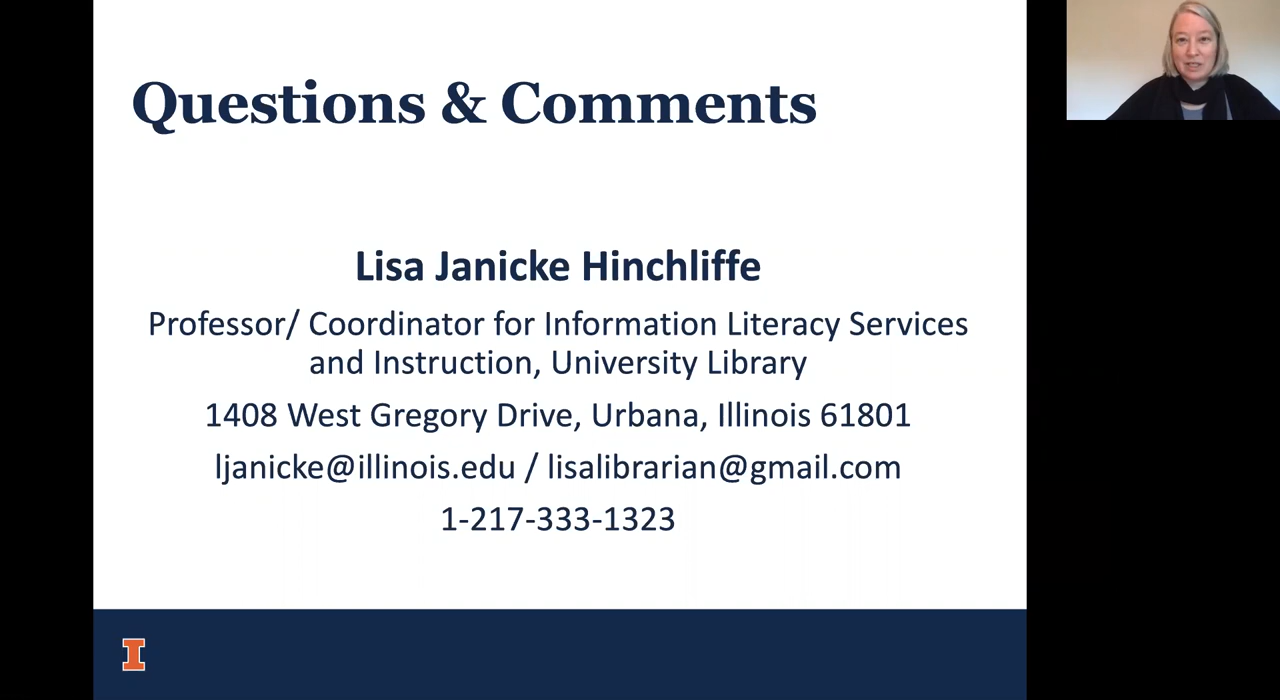 Questions & Comments
Lisa Janicke Hinchliffe
Professor/ Coordinator for Information Literacy Services
and Instruction, University Library
1408 West Gregory Drive, Urbana, Illinois 61801
ljanicke@illinois.edu / lisalibrarian@gmail.com
1-217-333-1323
I